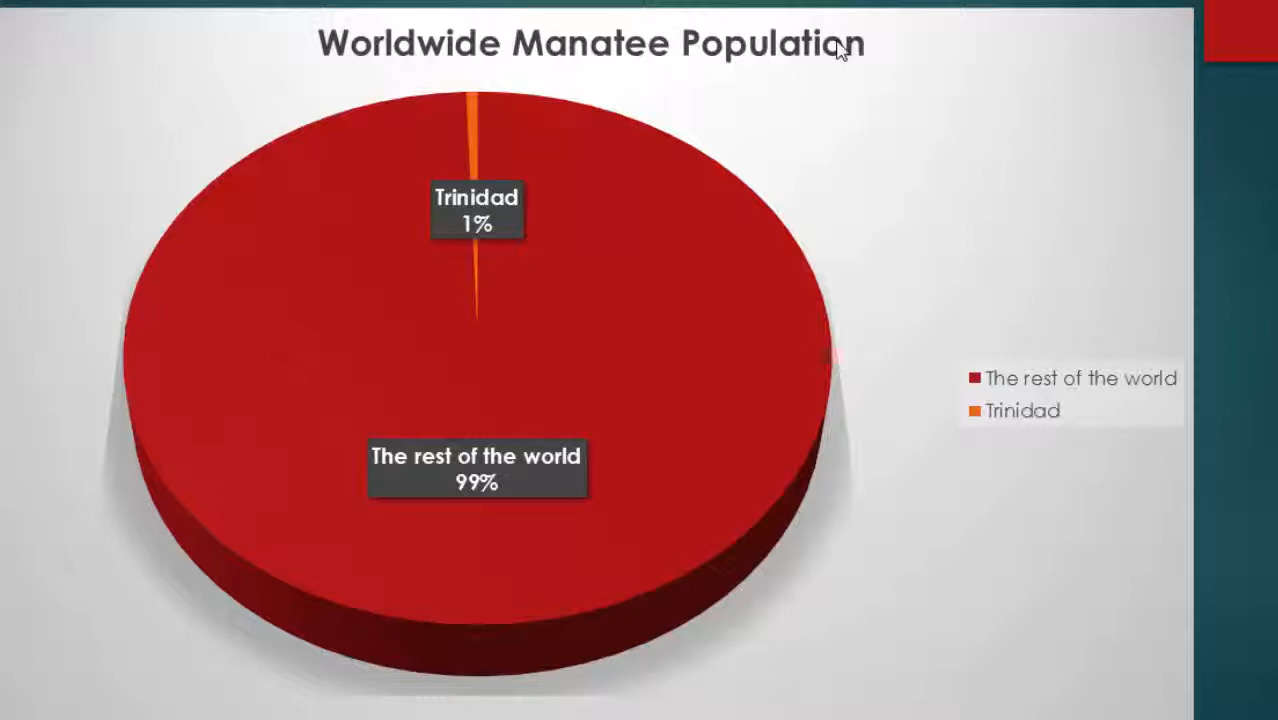 Worldwide Manatee Population
Trinidad
1%
The rest of the world
99%
The rest of the world
Trinidad